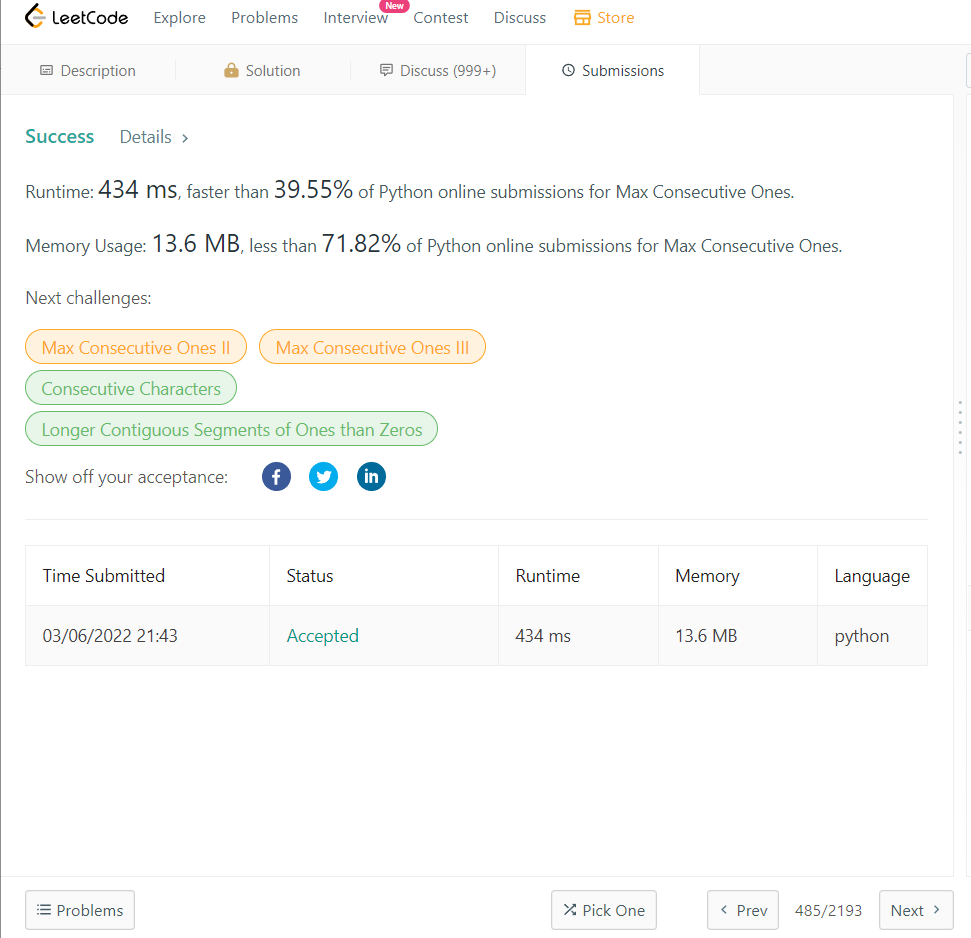 LeetCode Explore Problems Interview New Contest Discuss Store
Description Solution Discuss (999+) Submissions
Success Details >
Runtime: 434 ms, faster than 39.55% of Python online submissions for Max Consecutive Ones.
Memory Usage: 13.6 MB, less than 71.82% of Python online submissions for Max Consecutive Ones.
Next challenges:
Max Consecutive Ones II Max Consecutive Ones III
Consecutive Characters
Longer Contiguous Segments of Ones than Zeros
Show off your acceptance:
Time Submitted Status Runtime Memory Language
03/06/2022 21:43 Accepted 434 ms 13.6 MB python
Problems Pick One < Prev 485/2193 Next >